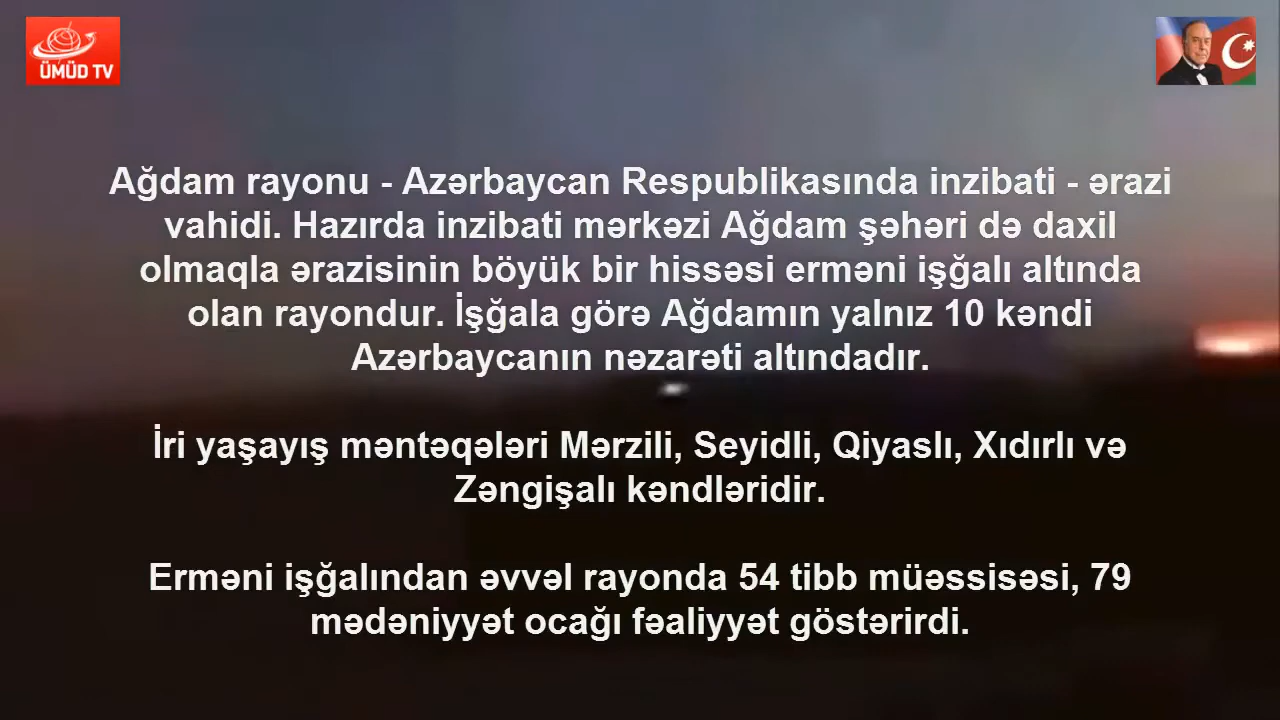 ÜMÜD TV
Ağdam rayonu - Azərbaycan Respublikasında inzibati - ərazi
vahidi. Hazırda inzibati mərkəzi Ağdam şəhəri də daxil
olmaqla ərazisinin böyük bir hissəsi erməni işğalı altında
olan rayondur. İşğala görə Ağdamın yalnız 10 kəndi
Azərbaycanın nəzarəti altındadır.
İri yaşayış məntəqələri Mərzili, Seyidli, Qiyaslı, Xıdırlı və
Zəngişalı kəndləridir.
Erməni işğalından əvvəl rayonda 54 tibb müəssisəsi, 79
mədəniyyət ocağı fəaliyyət göstərirdi.